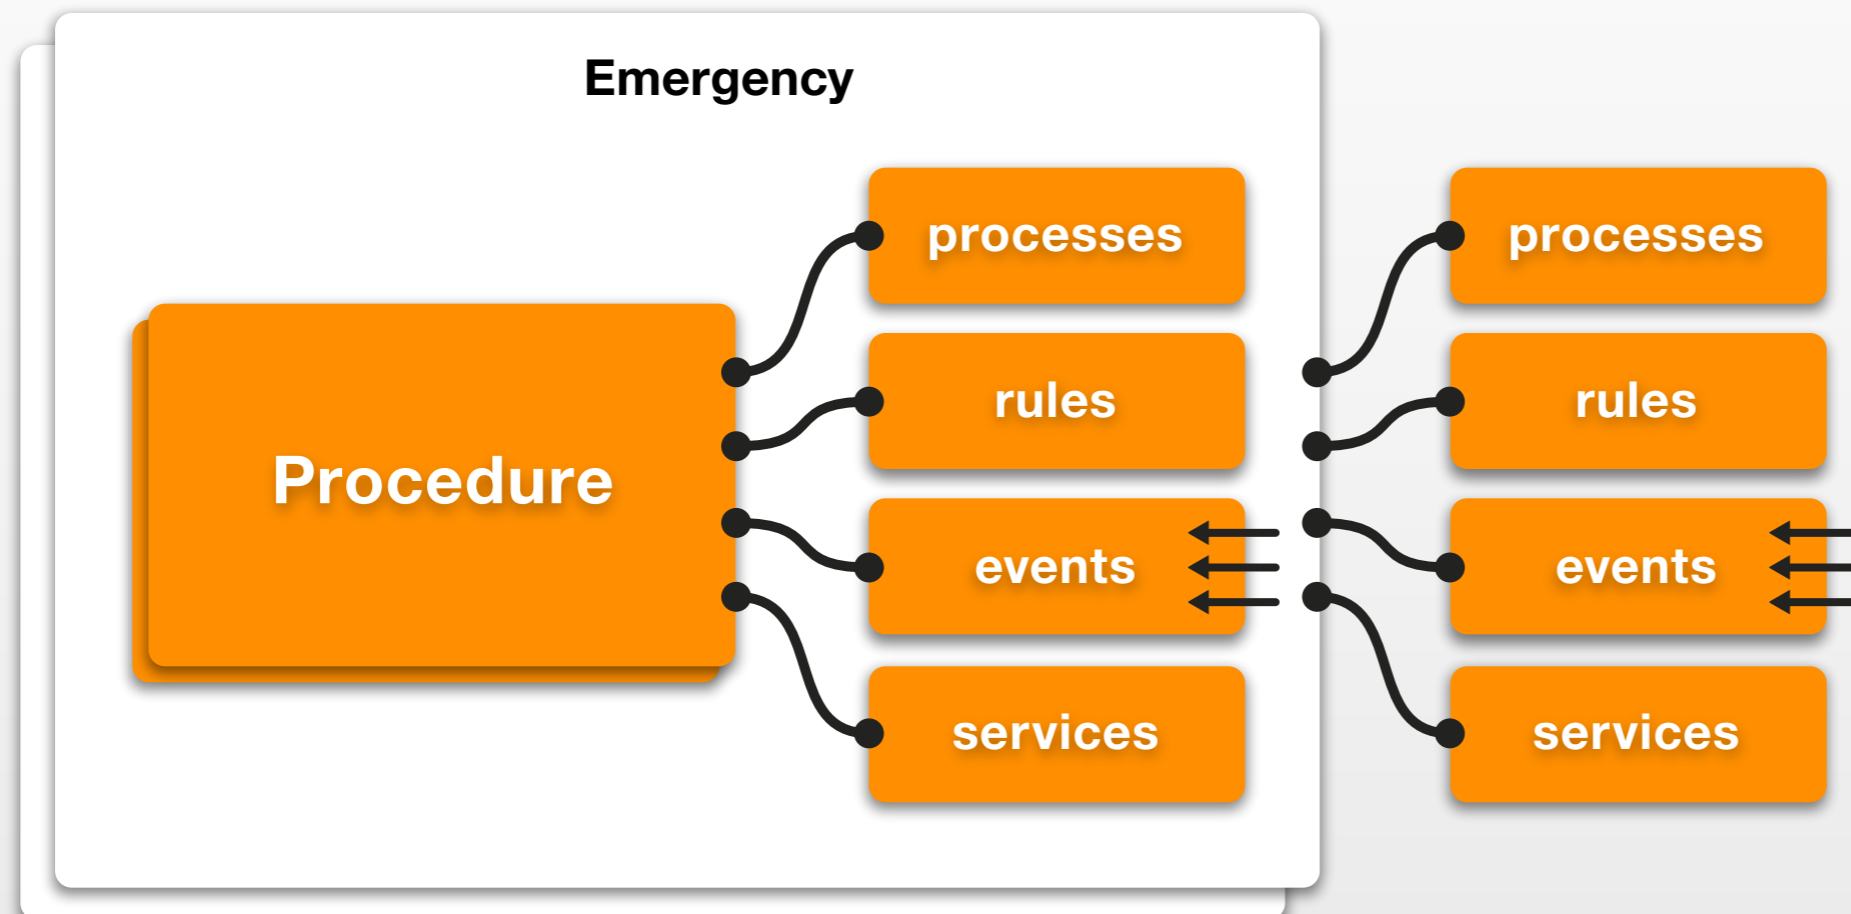 Emergency
Procedure
processes
rules
events
services
processes
rules
events
services